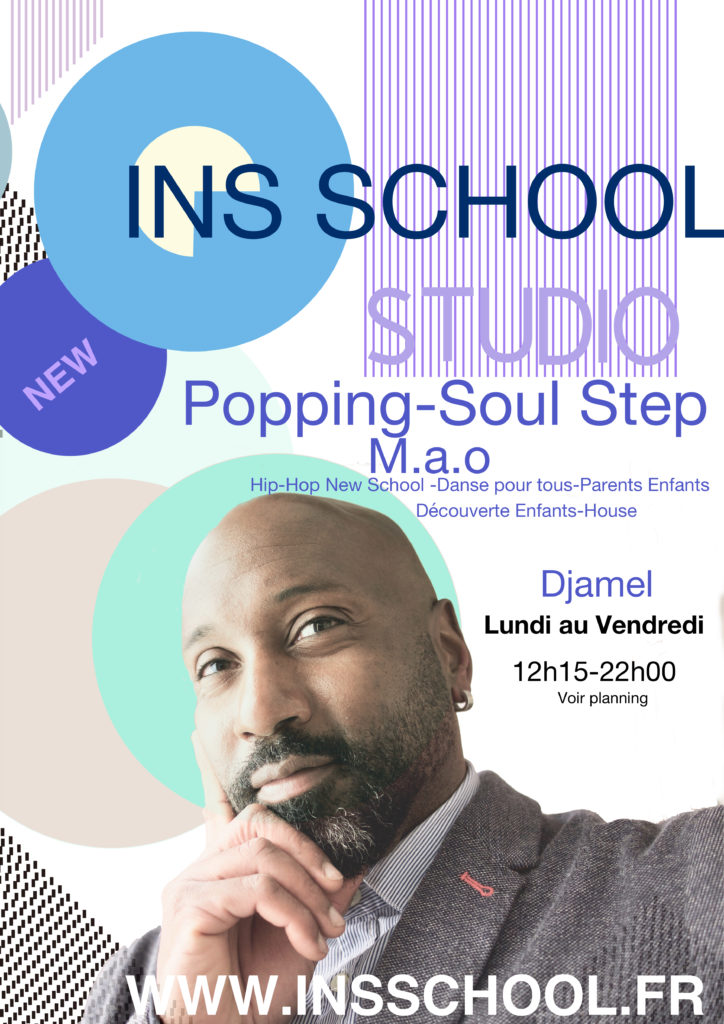 INS SCHOOL
STUDIO
NEW
Popping-Soul Step
M.a.o
Hip-Hop New School -Danse pour tous-Parents Enfants
Découverte Enfants-House
Djamel
Lundi au Vendredi
12h15-22h00
Voir planning
WWW.INSSCHOOL.FR